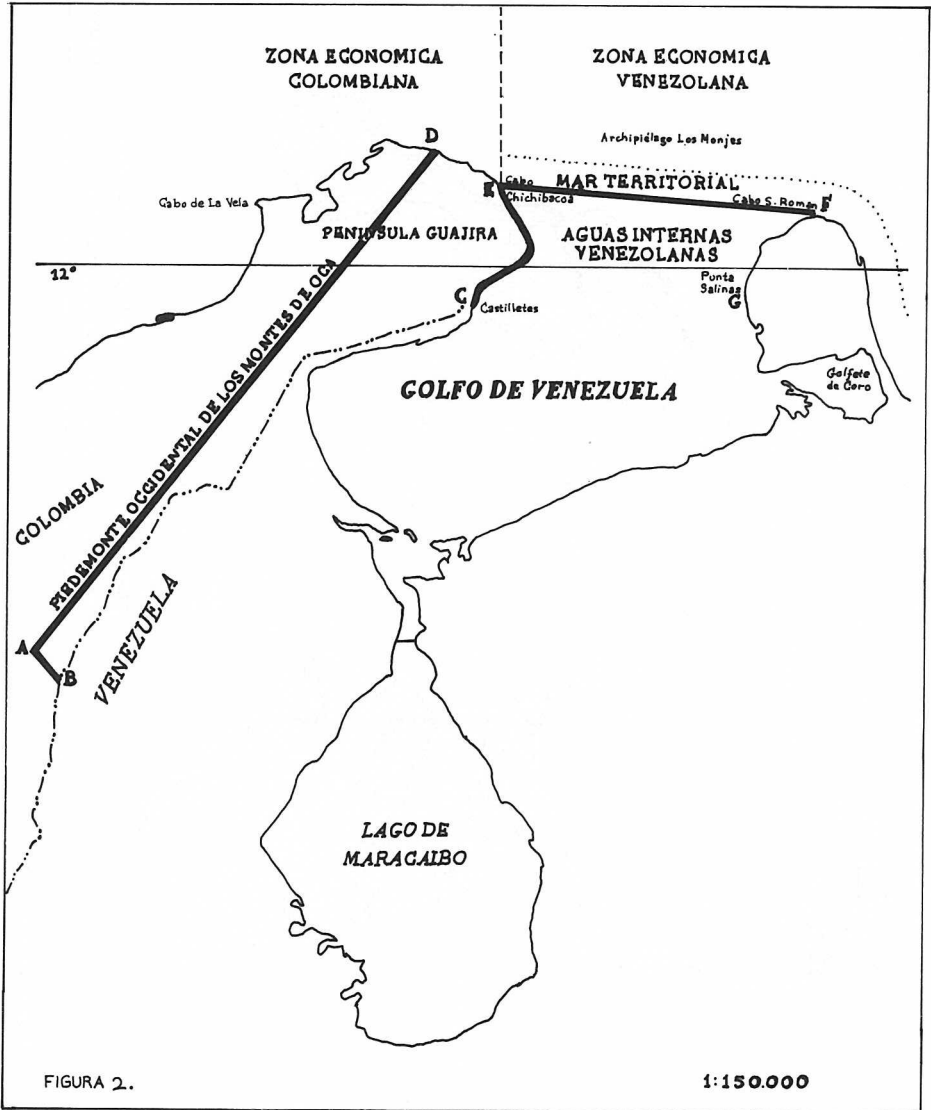 ZONA ECONOMICA
COLOMBIANA
ZONA ECONOMICA
VENEZOLANA
Archipiélago Los Monjes
D
E
Cabo
Chichibacoa
MAR TERRITORIAL
Cabo S. Roman
F
Cabo de La Vela
PENINSULA GUAJIRA
AGUAS INTERNAS
VENEZOLANAS
12°
Punta
Salinas
G
C
Castilletes
PIEDEMONTE OCCIDENTAL DE LOS MONTES DE OCA
GOLFO DE VENEZUELA
Golfete
de Coro
COLOMBIA
VENEZUELA
A
B
LAGO DE
MARACAIBO
FIGURA 2.
1:150.000